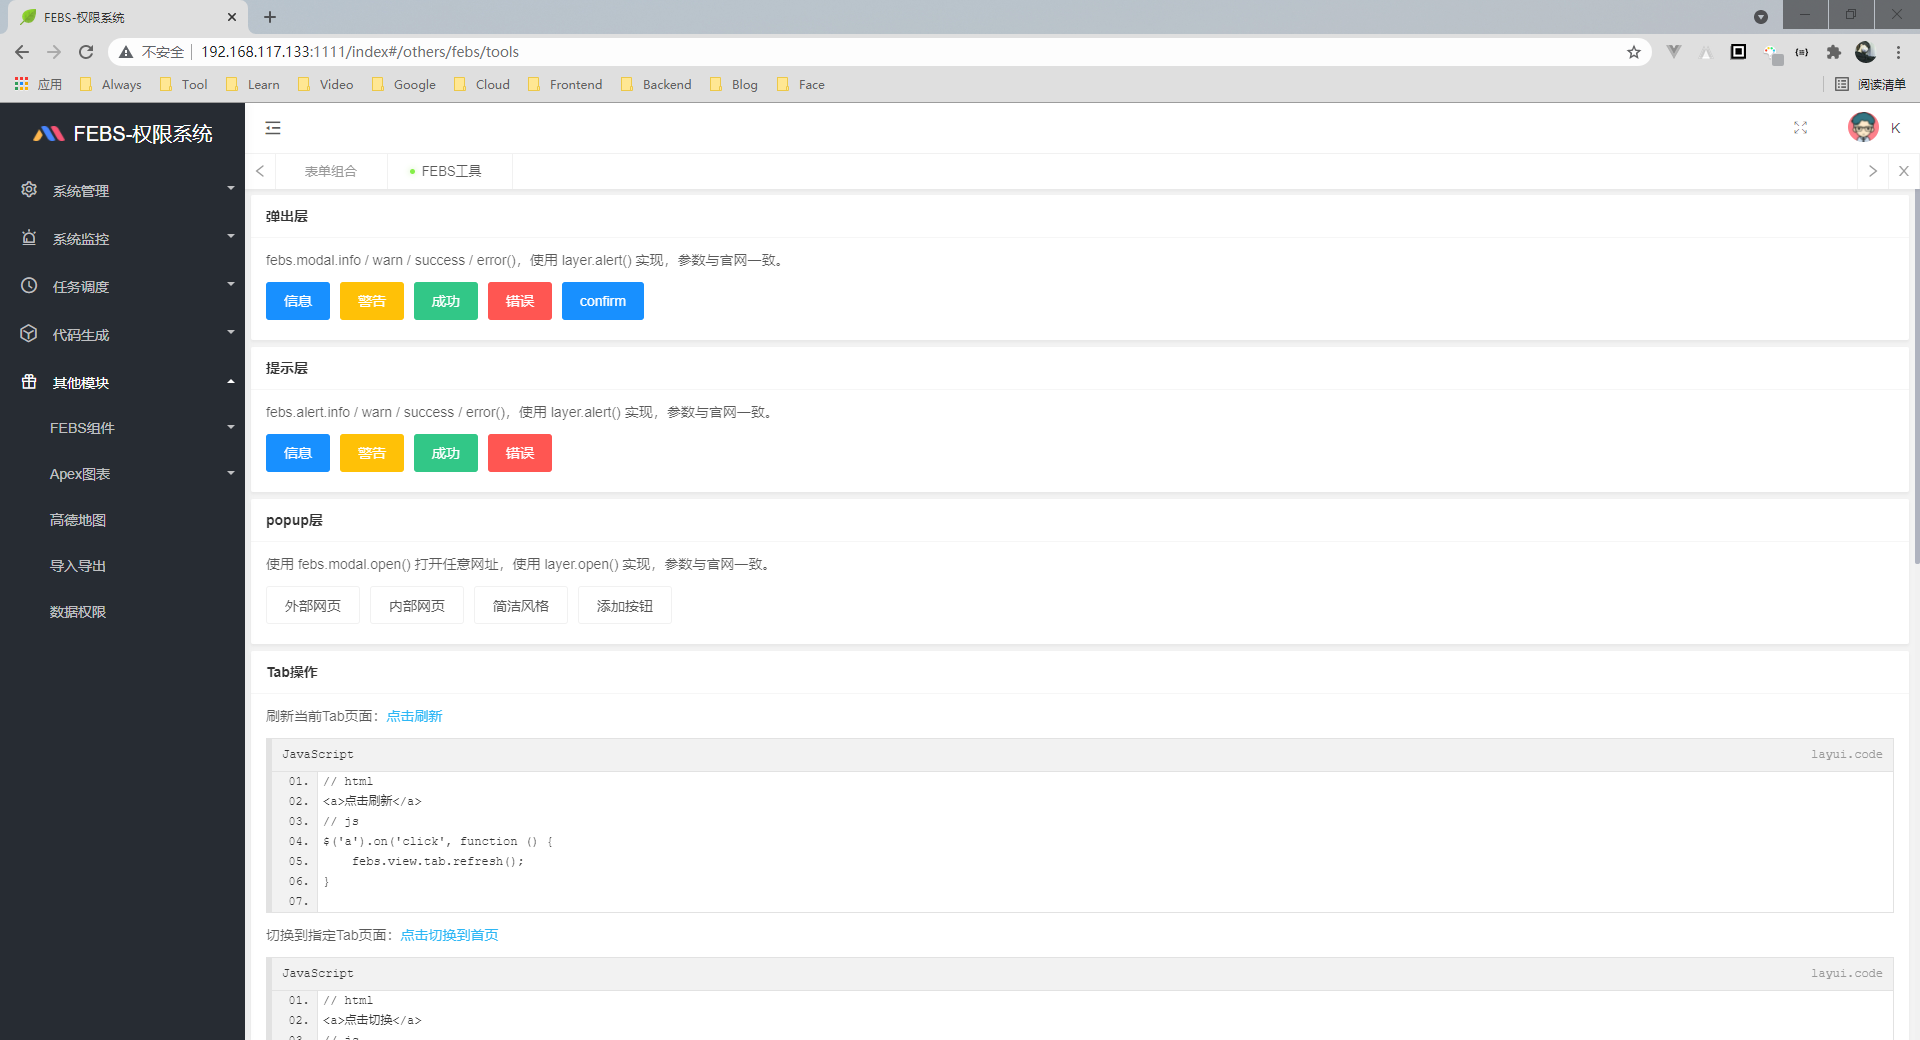 FEBS-权限系统
不安全 192.168.117.133:1111/index#/others/febs/tools
应用 Always Tool Learn Video Google Cloud Frontend Backend Blog Face 阅读清单
FEBS-权限系统
K
表单组合 FEBS工具
系统管理
系统监控
任务调度
代码生成
其他模块
FEBS组件
Apex图表
高德地图
导入导出
数据权限
弹出层
febs.modal.info / warn / success / error()，使用 layer.alert() 实现，参数与官网一致。
信息 警告 成功 错误 confirm
提示层
febs.alert.info / warn / success / error()，使用 layer.alert() 实现，参数与官网一致。
信息 警告 成功 错误
popup层
使用 febs.modal.open() 打开任意网址，使用 layer.open() 实现，参数与官网一致。
外部网页 内部网页 简洁风格 添加按钮
Tab操作
刷新当前Tab页面：点击刷新
JavaScript layui.code
01. // html
02. <a>点击刷新</a>
03. // js
04. $('a').on('click', function () {
05. febs.view.tab.refresh();
06. }
07.
切换到指定Tab页面：点击切换到首页
JavaScript layui.code
01. // html
02. <a>点击切换</a>
03. // js